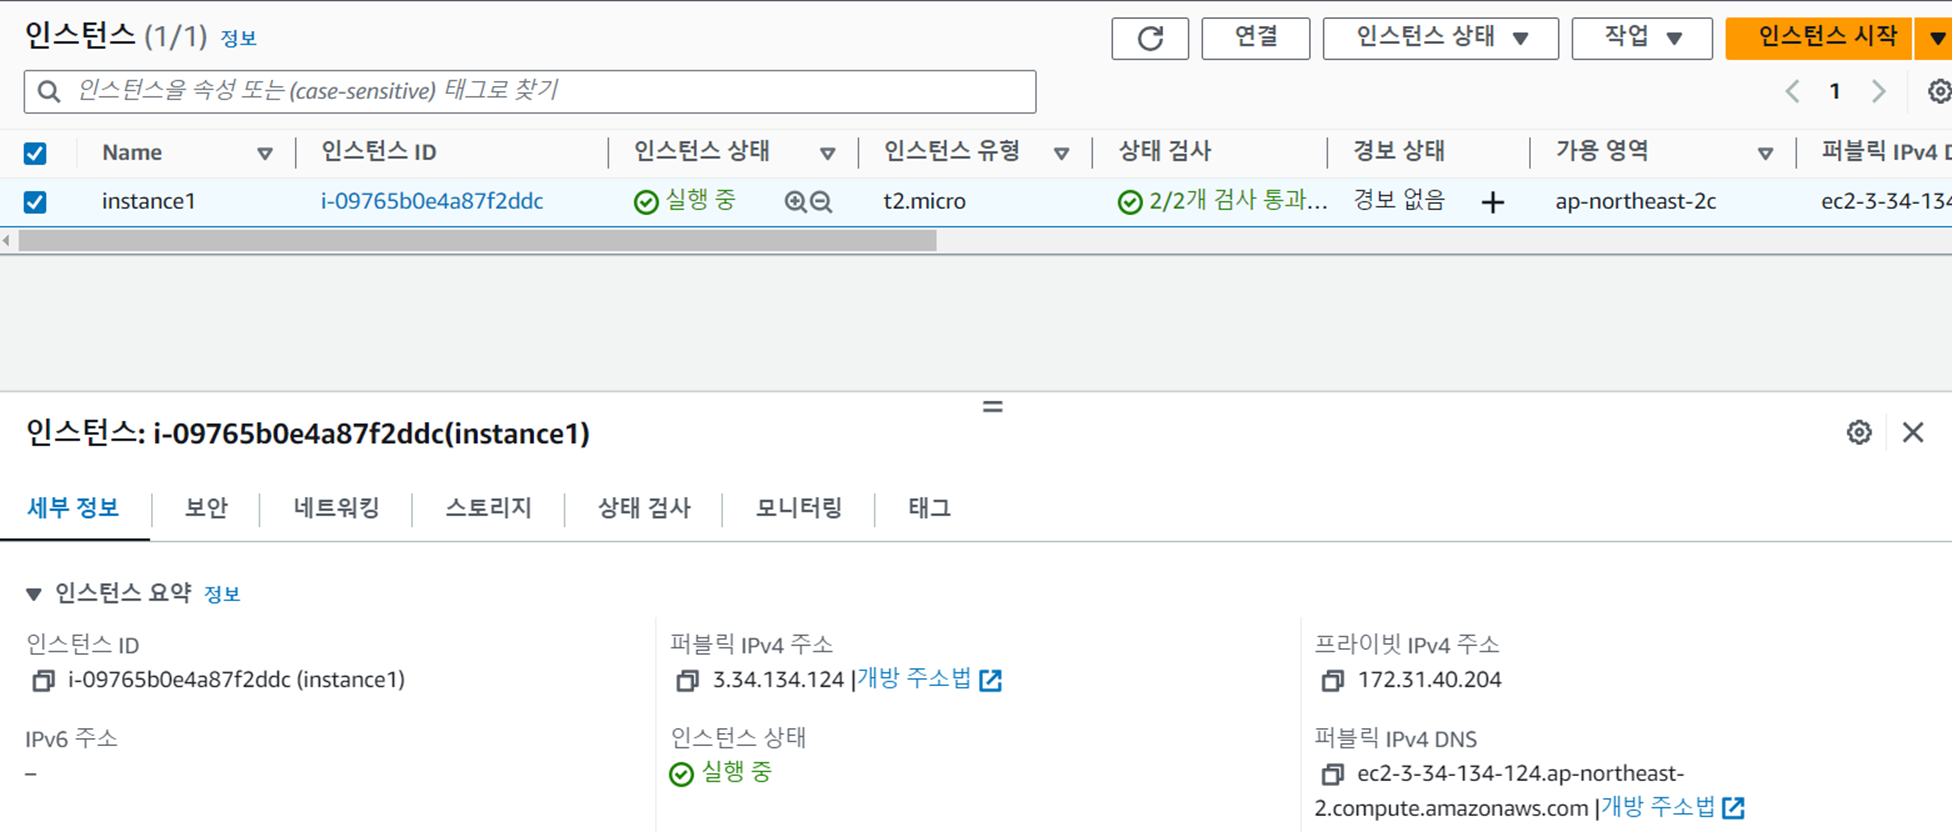 인스턴스 (1/1) 정보 연결 인스턴스 상태 작업 인스턴스 시작
인스턴스을 속성 또는 (case-sensitive) 태그로 찾기 1
Name 인스턴스 ID 인스턴스 상태 인스턴스 유형 상태 검사 경보 상태 가용 영역 퍼블릭 IPv4 D
instance1 i-09765b0e4a87f2ddc 실행 중 t2.micro 2/2개 검사 통과... 경보 없음 + ap-northeast-2c ec2-3-34-134
인스턴스: i-09765b0e4a87f2ddc(instance1)
세부 정보 보안 네트워킹 스토리지 상태 검사 모니터링 태그
인스턴스 요약 정보
인스턴스 ID 퍼블릭 IPv4 주소 프라이빗 IPv4 주소
i-09765b0e4a87f2ddc (instance1) 3.34.134.124 |개방 주소법 172.31.40.204
IPv6 주소 인스턴스 상태 퍼블릭 IPv4 DNS
– 실행 중 ec2-3-34-134-124.ap-northeast-
2.compute.amazonaws.com |개방 주소법